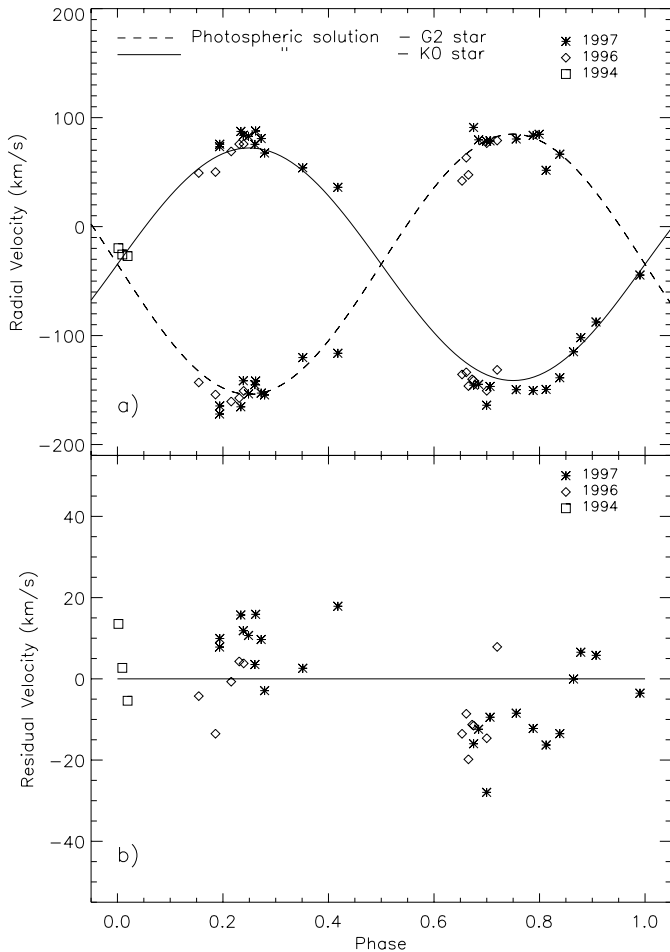 200
100
0
−100
−200
Radial Velocity (km/s)
Photospheric solution − G2 star
" − K0 star
1997
1996
1994
a)
40
20
0
−20
−40
Residual Velocity (km/s)
1997
1996
1994
b)
0.0 0.2 0.4 0.6 0.8 1.0
Phase